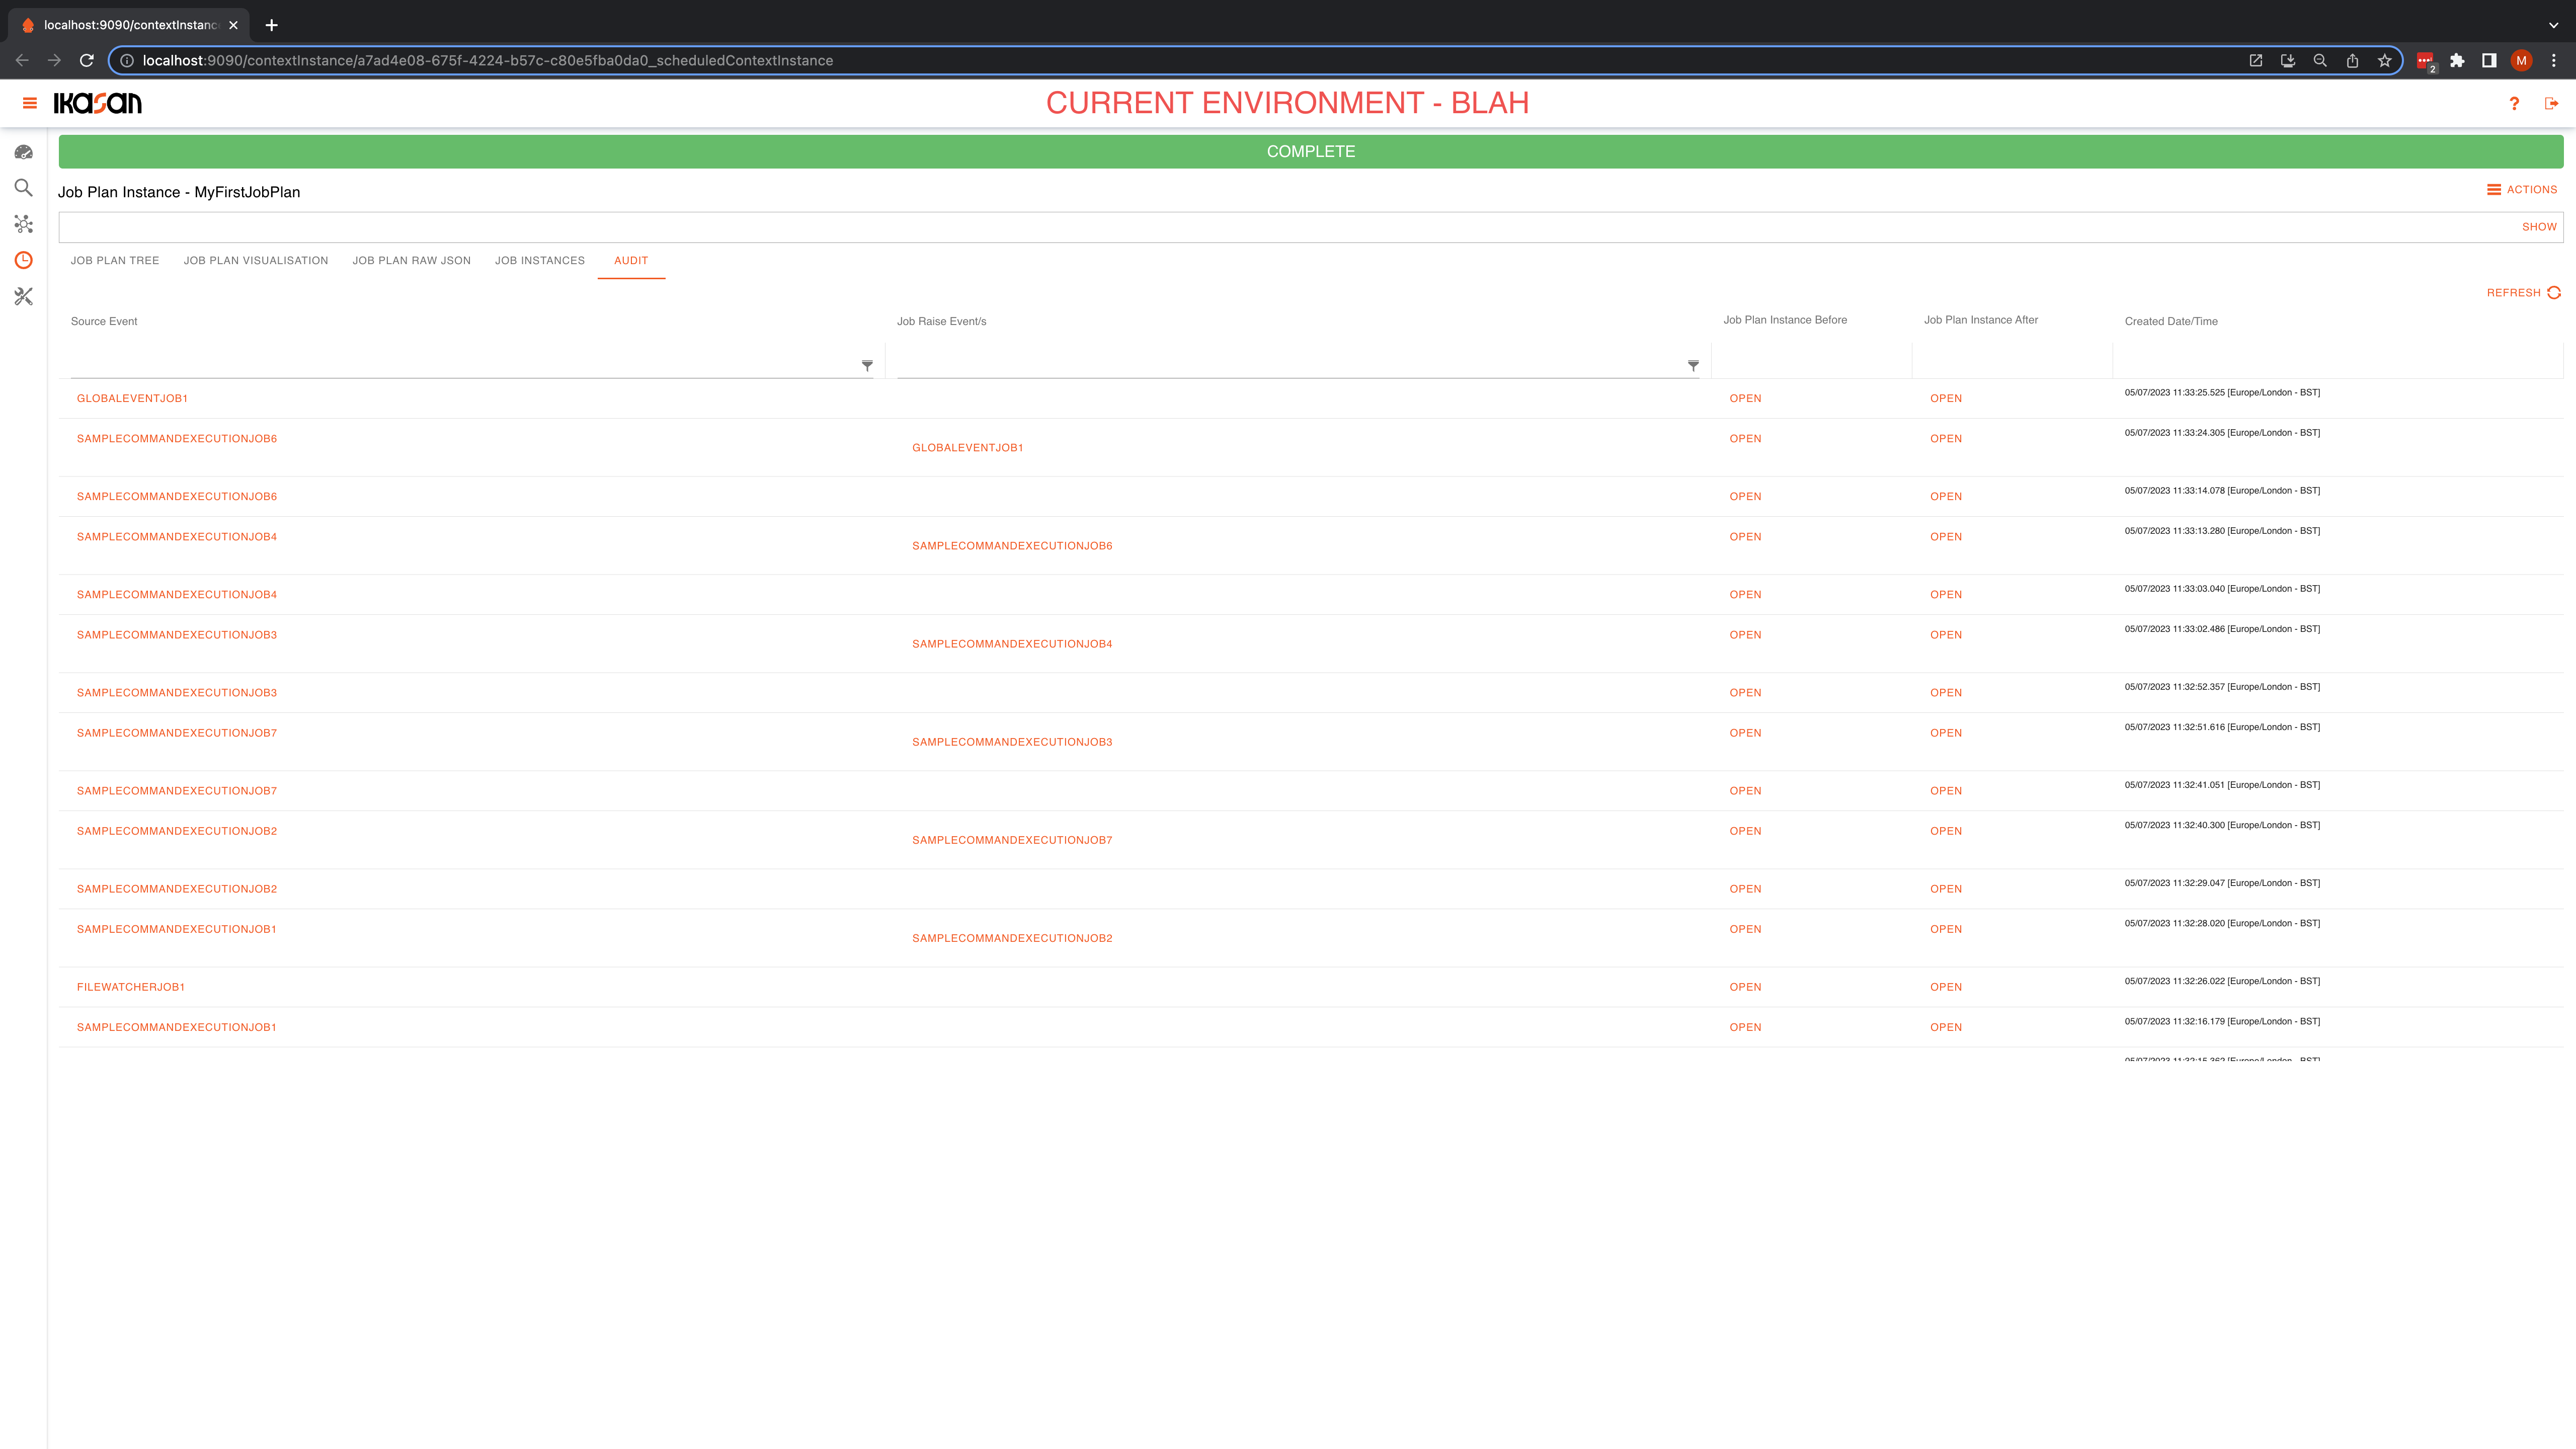 localhost:9090/contextInstanc
localhost:9090/contextInstance/a7ad4e08-675f-4224-b57c-c80e5fba0da0_scheduledContextInstance
2
M
IKASAN
CURRENT ENVIRONMENT - BLAH
?
COMPLETE
Job Plan Instance - MyFirstJobPlan
ACTIONS
SHOW
JOB PLAN TREE JOB PLAN VISUALISATION JOB PLAN RAW JSON JOB INSTANCES AUDIT
REFRESH
Source Event Job Raise Event/s Job Plan Instance Before Job Plan Instance After Created Date/Time
GLOBALEVENTJOB1 OPEN OPEN 05/07/2023 11:33:25.525 [Europe/London - BST]
SAMPLECOMMANDEXECUTIONJOB6 GLOBALEVENTJOB1 OPEN OPEN 05/07/2023 11:33:24.305 [Europe/London - BST]
SAMPLECOMMANDEXECUTIONJOB6 OPEN OPEN 05/07/2023 11:33:14.078 [Europe/London - BST]
SAMPLECOMMANDEXECUTIONJOB4 SAMPLECOMMANDEXECUTIONJOB6 OPEN OPEN 05/07/2023 11:33:13.280 [Europe/London - BST]
SAMPLECOMMANDEXECUTIONJOB4 OPEN OPEN 05/07/2023 11:33:03.040 [Europe/London - BST]
SAMPLECOMMANDEXECUTIONJOB3 SAMPLECOMMANDEXECUTIONJOB4 OPEN OPEN 05/07/2023 11:33:02.486 [Europe/London - BST]
SAMPLECOMMANDEXECUTIONJOB3 OPEN OPEN 05/07/2023 11:32:52.357 [Europe/London - BST]
SAMPLECOMMANDEXECUTIONJOB7 SAMPLECOMMANDEXECUTIONJOB3 OPEN OPEN 05/07/2023 11:32:51.616 [Europe/London - BST]
SAMPLECOMMANDEXECUTIONJOB7 OPEN OPEN 05/07/2023 11:32:41.051 [Europe/London - BST]
SAMPLECOMMANDEXECUTIONJOB2 SAMPLECOMMANDEXECUTIONJOB7 OPEN OPEN 05/07/2023 11:32:40.300 [Europe/London - BST]
SAMPLECOMMANDEXECUTIONJOB2 OPEN OPEN 05/07/2023 11:32:29.047 [Europe/London - BST]
SAMPLECOMMANDEXECUTIONJOB1 SAMPLECOMMANDEXECUTIONJOB2 OPEN OPEN 05/07/2023 11:32:28.020 [Europe/London - BST]
FILEWATCHERJOB1 OPEN OPEN 05/07/2023 11:32:26.022 [Europe/London - BST]
SAMPLECOMMANDEXECUTIONJOB1 OPEN OPEN 05/07/2023 11:32:16.179 [Europe/London - BST]
05/07/2023 11:32:15.362 [Europe/London - BST]